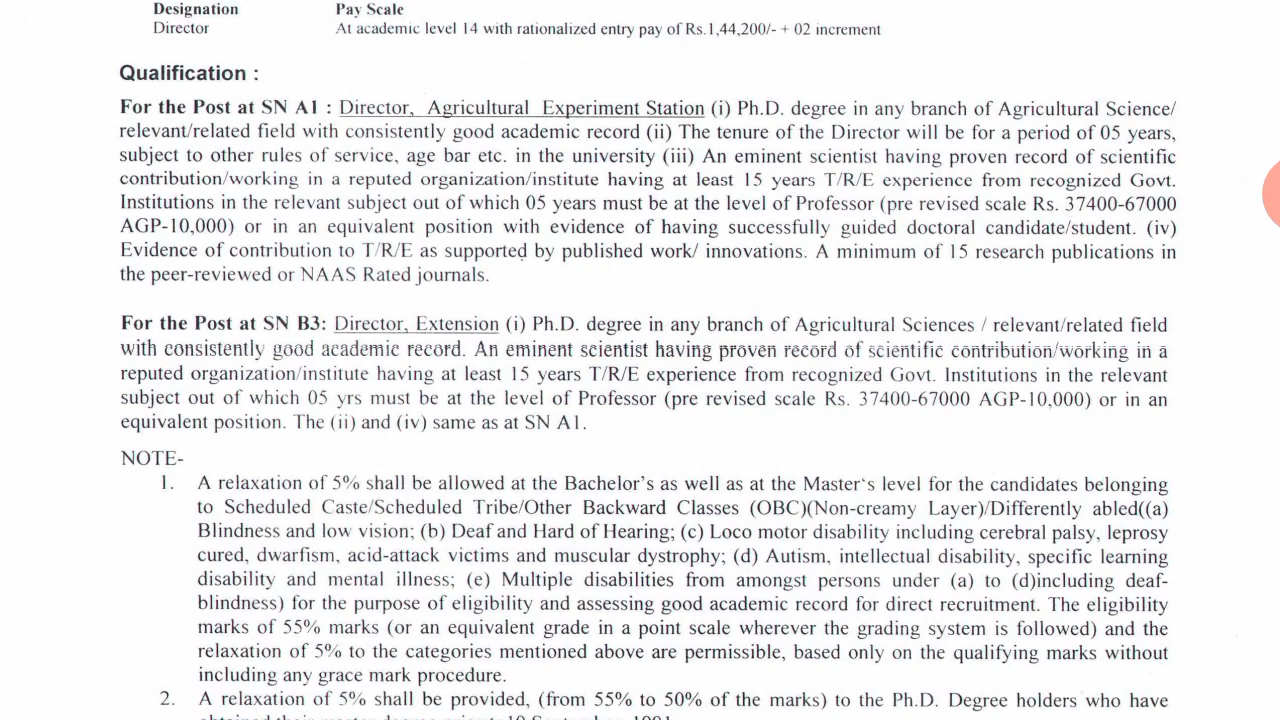 Designation Pay Scale
Director At academic level 14 with rationalized entry pay of Rs.1,44,200/- + 02 increment
Qualification :
For the Post at SN A1 : Director, Agricultural Experiment Station (i) Ph.D. degree in any branch of Agricultural Science/
relevant/related field with consistently good academic record (ii) The tenure of the Director will be for a period of 05 years,
subject to other rules of service, age bar etc. in the university (iii) An eminent scientist having proven record of scientific
contribution/working in a reputed organization/institute having at least 15 years T/R/E experience from recognized Govt.
Institutions in the relevant subject out of which 05 years must be at the level of Professor (pre revised scale Rs. 37400-67000
AGP-10,000) or in an equivalent position with evidence of having successfully guided doctoral candidate/student. (iv)
Evidence of contribution to T/R/E as supported by published work/ innovations. A minimum of 15 research publications in
the peer-reviewed or NAAS Rated journals.
For the Post at SN B3: Director, Extension (i) Ph.D. degree in any branch of Agricultural Sciences / relevant/related field
with consistently good academic record. An eminent scientist having proven record of scientific contribution/working in a
reputed organization/institute having at least 15 years T/R/E experience from recognized Govt. Institutions in the relevant
subject out of which 05 yrs must be at the level of Professor (pre revised scale Rs. 37400-67000 AGP-10,000) or in an
equivalent position. The (ii) and (iv) same as at SN A1.
NOTE-
1. A relaxation of 5% shall be allowed at the Bachelor's as well as at the Master's level for the candidates belonging
to Scheduled Caste/Scheduled Tribe/Other Backward Classes (OBC)(Non-creamy Layer)/Differently abled((a)
Blindness and low vision; (b) Deaf and Hard of Hearing; (c) Loco motor disability including cerebral palsy, leprosy
cured, dwarfism, acid-attack victims and muscular dystrophy; (d) Autism, intellectual disability, specific learning
disability and mental illness; (e) Multiple disabilities from amongst persons under (a) to (d)including deaf-
blindness) for the purpose of eligibility and assessing good academic record for direct recruitment. The eligibility
marks of 55% marks (or an equivalent grade in a point scale wherever the grading system is followed) and the
relaxation of 5% to the categories mentioned above are permissible, based only on the qualifying marks without
including any grace mark procedure.
2. A relaxation of 5% shall be provided, (from 55% to 50% of the marks) to the Ph.D. Degree holders who have